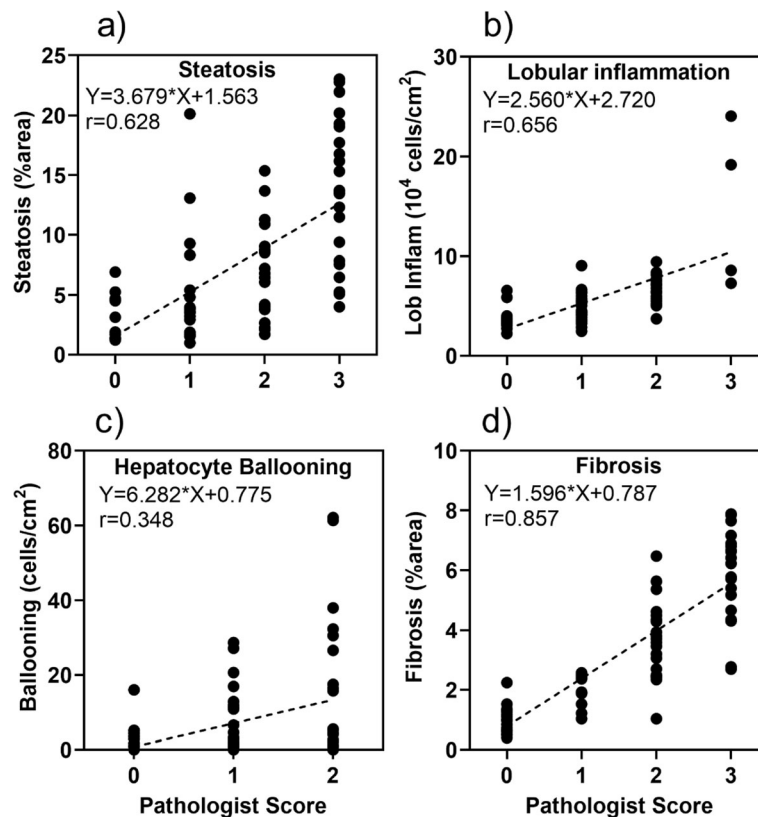 a)
Steatosis
Y=3.679*X+1.563
r=0.628
Steatosis (%area)
25
20
15
10
5
0
0 1 2 3
b)
Lobular inflammation
Y=2.560*X+2.720
r=0.656
Lob Inflam (10⁴ cells/cm²)
30
20
10
0
0 1 2 3
c)
Hepatocyte Ballooning
Y=6.282*X+0.775
r=0.348
Ballooning (cells/cm²)
80
60
40
20
0
0 1 2
Pathologist Score
d)
Fibrosis
Y=1.596*X+0.787
r=0.857
Fibrosis (%area)
10
8
6
4
2
0
0 1 2 3
Pathologist Score